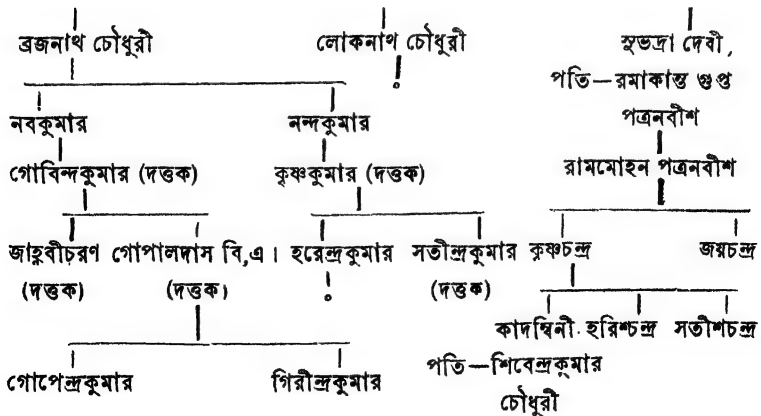 ব্রজনাথ চৌধুরী লোকনাথ চৌধুরী সুভদ্রা দেবী,
পতি—রমাকান্ত গুপ্ত
নবকুমার নন্দকুমার পত্রনবীশ
গোবিন্দকুমার (দত্তক) কৃষ্ণকুমার (দত্তক) রামমোহন পত্রনবীশ
জাহ্নবীচরণ গোপালদাস বি,এ। হরেন্দ্রকুমার সতীন্দ্রকুমার কৃষ্ণচন্দ্র জয়চন্দ্র
(দত্তক) (দত্তক) (দত্তক)
কাদম্বিনী. হরিশচন্দ্র সতীশচন্দ্র
গোপেন্দ্রকুমার গিরীন্দ্রকুমার পতি—শিবেন্দ্রকুমার
চৌধুরী